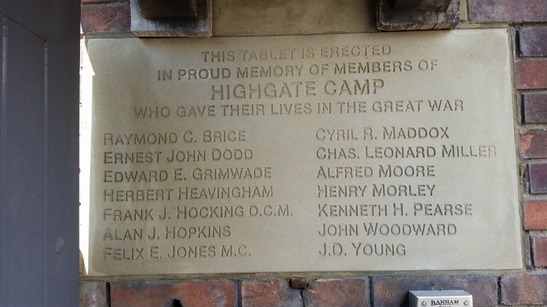 THIS TABLET IS ERECTED
IN PROUD MEMORY OF MEMBERS OF
HIGHGATE CAMP
WHO GAVE THEIR LIVES IN THE GREAT WAR
RAYMOND C. BRICE
ERNEST JOHN DODD
EDWARD E. GRIMWADE
HERBERT HEAVINGHAM
FRANK J. HOCKING D.C.M.
ALAN J. HOPKINS
FELIX E. JONES M.C.
CYRIL R. MADDOX
CHAS. LEONARD MILLER
ALFRED MOORE
HENRY MORLEY
KENNETH H. PEARSE
JOHN WOODWARD
J.D. YOUNG
BANHAM